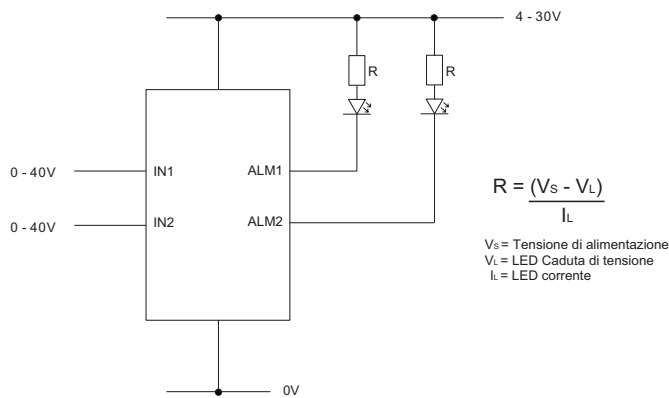 4 - 30V
R
R
0 - 40V
IN1
ALM1
0 - 40V
IN2
ALM2
R = (VS - VL)
IL
VS = Tensione di alimentazione
VL = LED Caduta di tensione
IL = LED corrente
0V